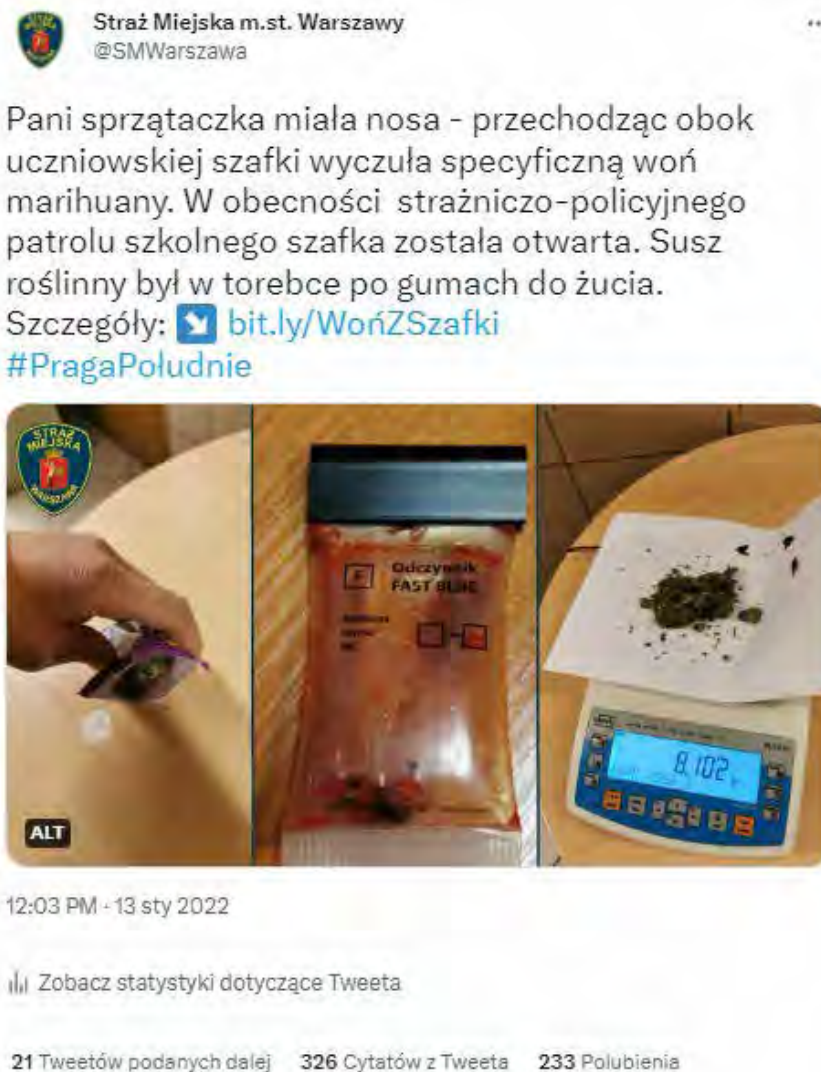 Straż Miejska m.st. Warszawy
@SMWarszawa
Pani sprzątaczka miała nosa - przechodząc obok
uczniowskiej szafki wyczuła specyficzną woń
marihuany. W obecności strażniczo-policyjnego
patrolu szkolnego szafka została otwarta. Susz
roślinny był w torebce po gumach do żucia.
Szczegóły: bit.ly/WońZSzafki
#PragaPołudnie
STRAŻ
MIEJSKA
WARSZAWA
F
Odczynnik
FAST BLUE
8.102
ALT
12:03 PM · 13 sty 2022
Zobacz statystyki dotyczące Tweeta
21 Tweetów podanych dalej 326 Cytatów z Tweeta 233 Polubienia